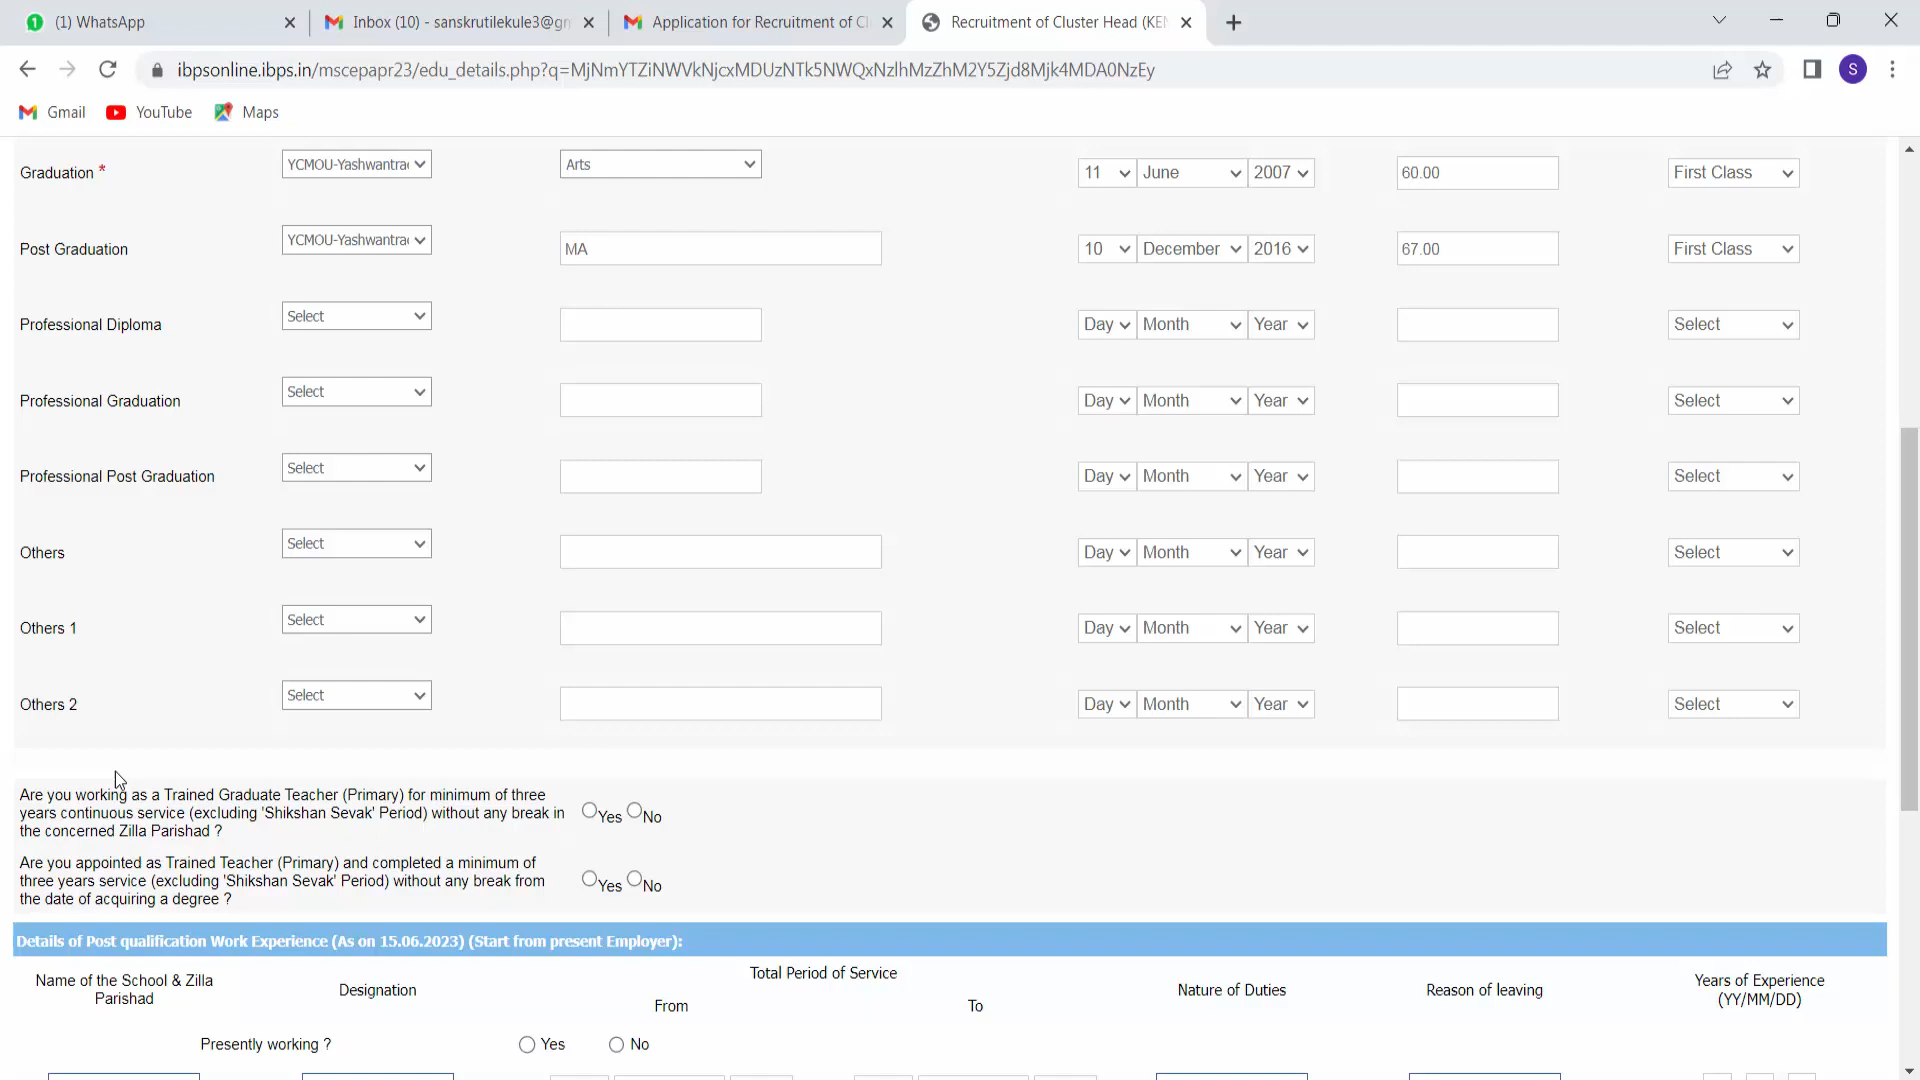 (1) WhatsApp
Inbox (10) - sanskrutilekule3@gm
Application for Recruitment of Cl
Recruitment of Cluster Head (KEN
ibpsonline.ibps.in/mscepapr23/edu_details.php?q=MjNmYTZiNWVkNjcxMDUzNTk5NWQxNzlhMzZhM2Y5Zjd8Mjk4MDA0NzEy
S
Gmail YouTube Maps
Graduation * YCMOU-Yashwantrao Arts 11 June 2007 60.00 First Class
Post Graduation YCMOU-Yashwantrao MA 10 December 2016 67.00 First Class
Professional Diploma Select Day Month Year Select
Professional Graduation Select Day Month Year Select
Professional Post Graduation Select Day Month Year Select
Others Select Day Month Year Select
Others 1 Select Day Month Year Select
Others 2 Select Day Month Year Select
Are you working as a Trained Graduate Teacher (Primary) for minimum of three
years continuous service (excluding 'Shikshan Sevak' Period) without any break in
the concerned Zilla Parishad ?
Yes No
Are you appointed as Trained Teacher (Primary) and completed a minimum of
three years service (excluding 'Shikshan Sevak' Period) without any break from
the date of acquiring a degree ?
Yes No
Details of Post qualification Work Experience (As on 15.06.2023) (Start from present Employer):
Name of the School & Zilla
Parishad
Designation
Total Period of Service
From To
Nature of Duties
Reason of leaving
Years of Experience
(YY/MM/DD)
Presently working ? Yes No